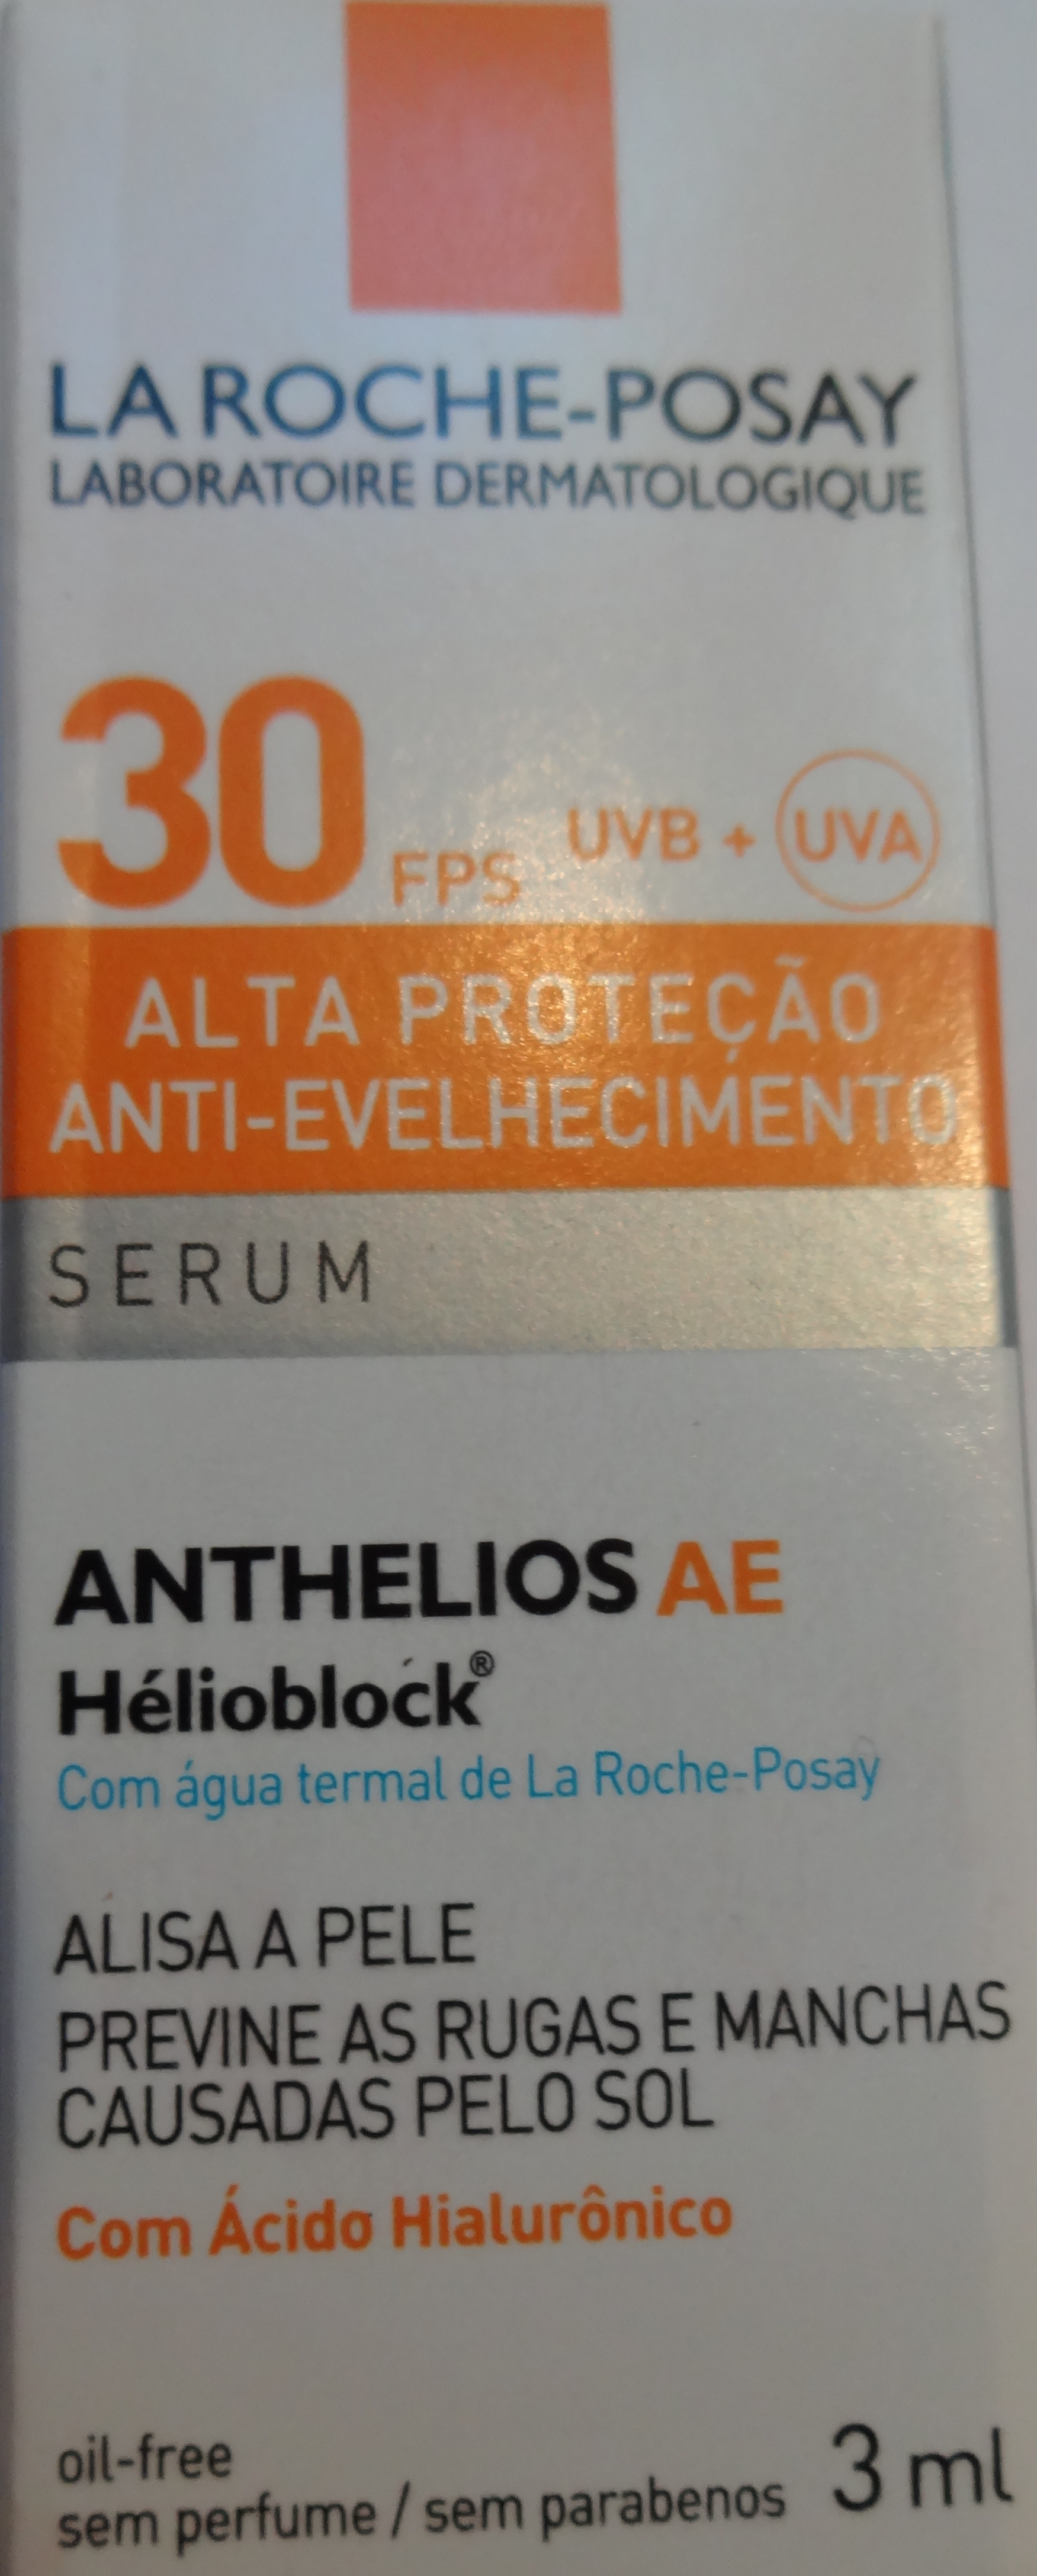 LA ROCHE-POSAY
LABORATOIRE DERMATOLOGIQUE
30 FPS UVB + UVA
ALTA PROTEÇÃO
ANTI-EVELHECIMENTO
SERUM
ANTHELIOS AE
Hélioblock®
Com água termal de La Roche-Posay
ALISA A PELE
PREVINE AS RUGAS E MANCHAS
CAUSADAS PELO SOL
Com Ácido Hialurônico
oil-free
sem perfume / sem parabenos 3 ml